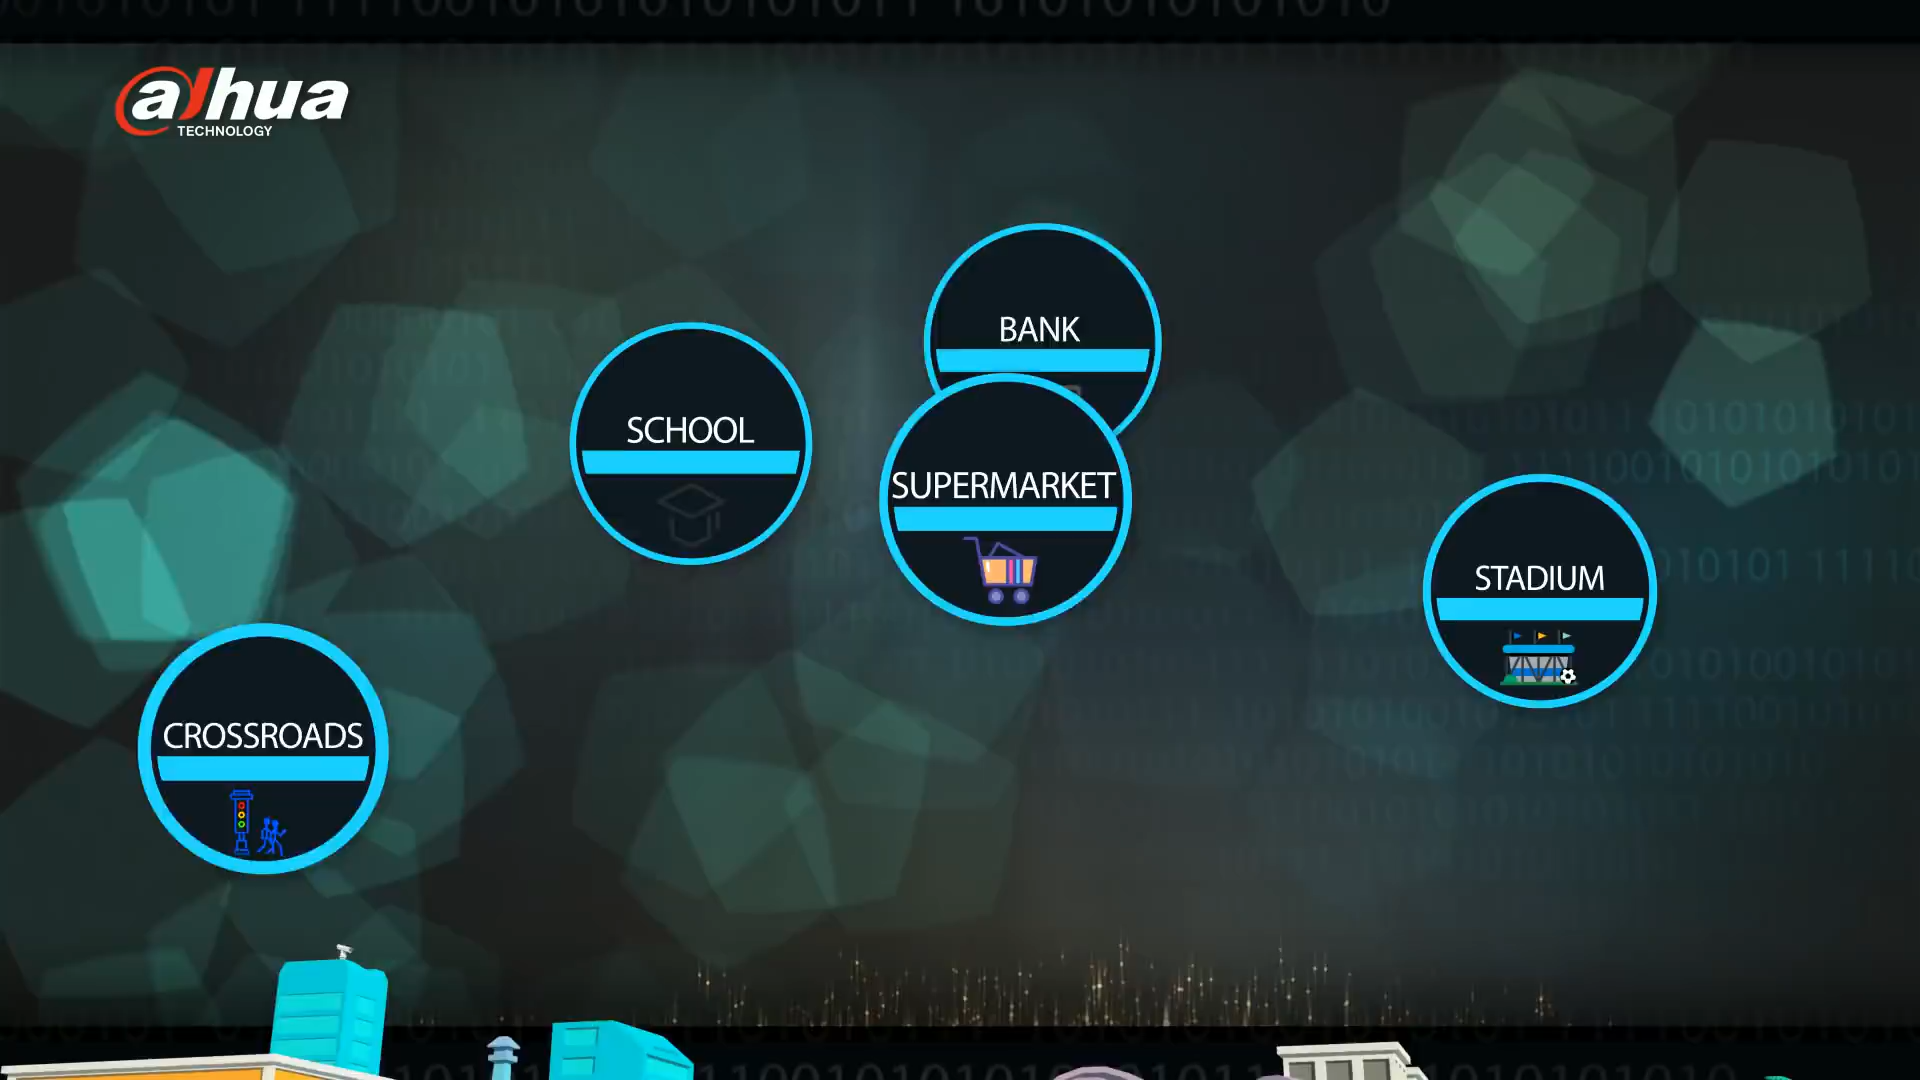 alhua
TECHNOLOGY
BANK
SCHOOL
SUPERMARKET
STADIUM
CROSSROADS